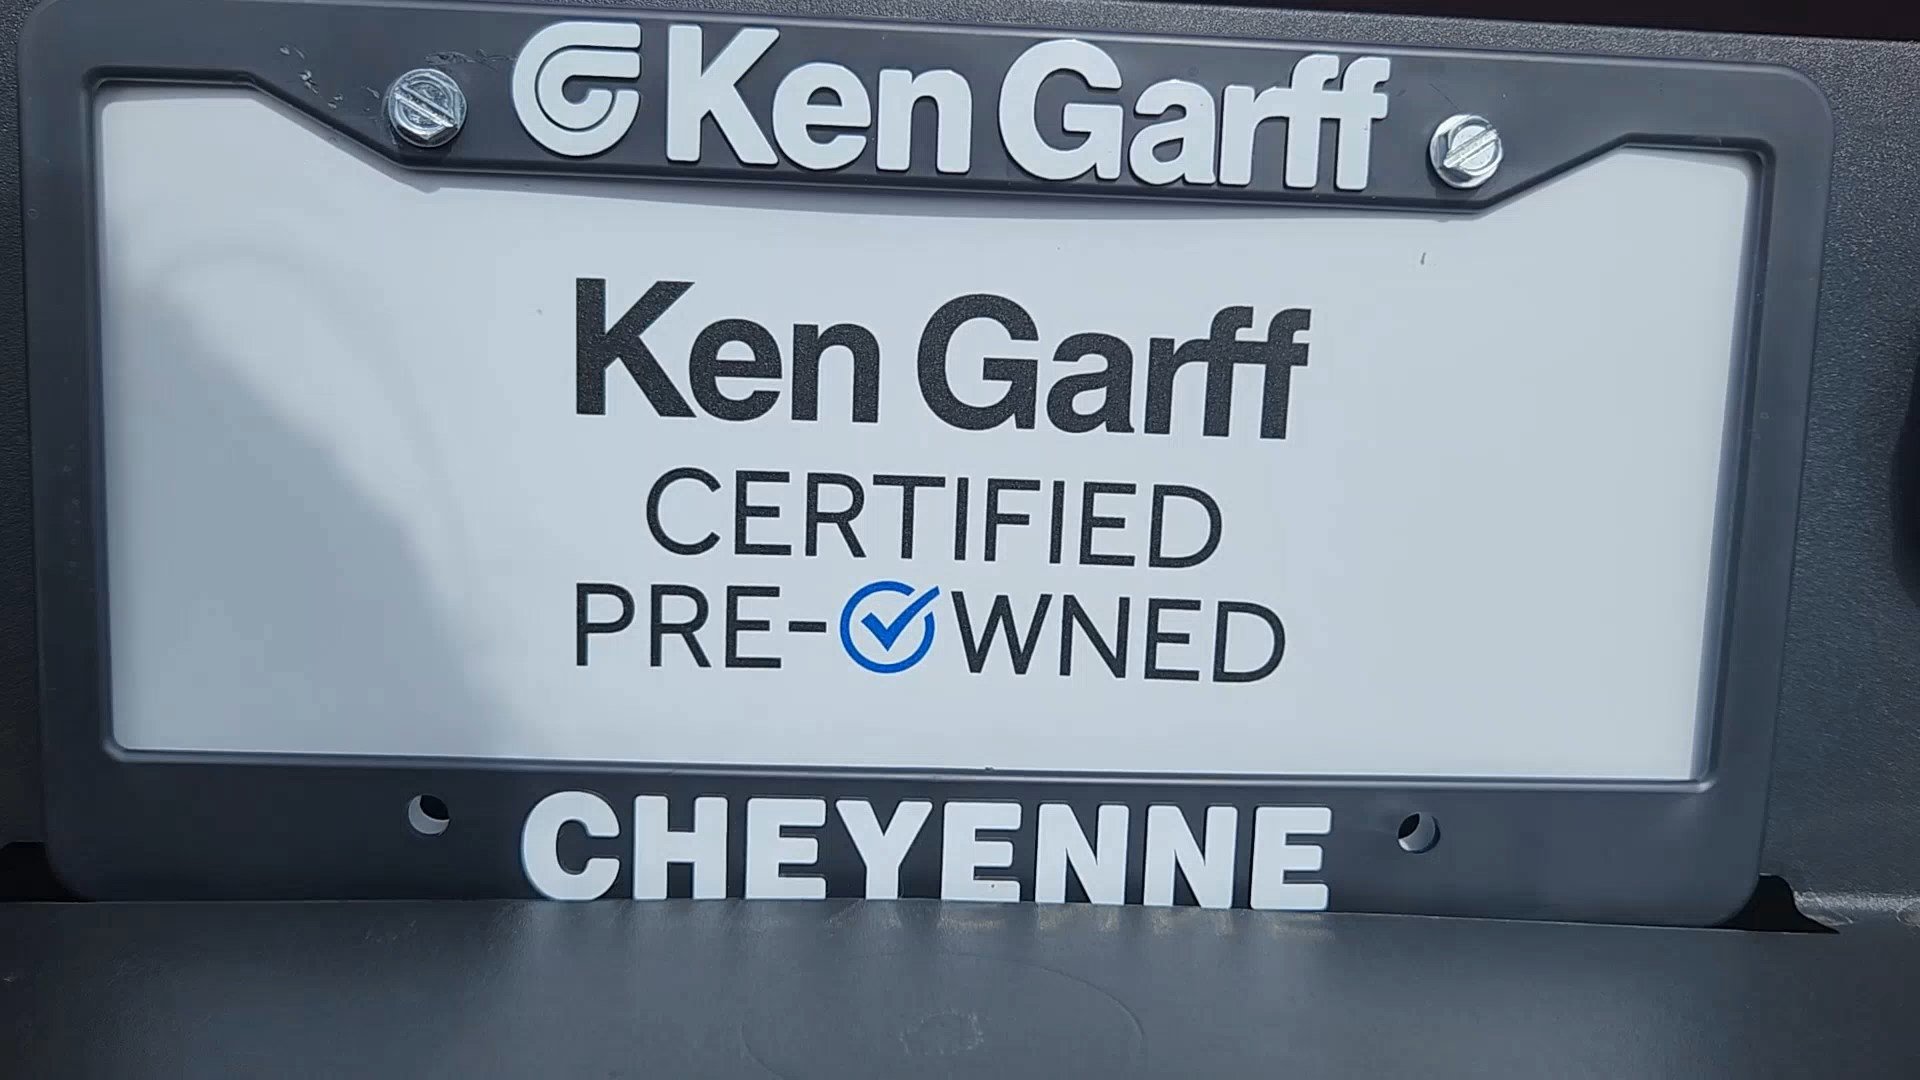 Ken Garff
Ken Garff
CERTIFIED
PRE-OWNED
CHEYENNE